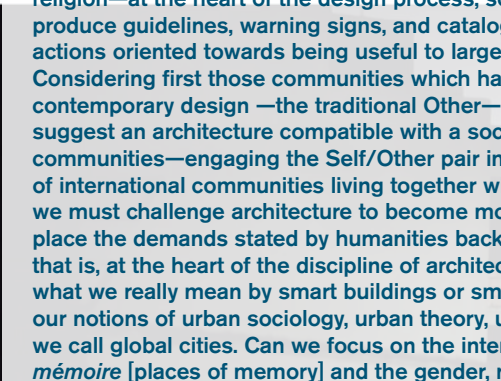 religion—at the heart of the design process, s
produce guidelines, warning signs, and catalo
actions oriented towards being useful to large
Considering first those communities which ha
contemporary design —the traditional Other—
suggest an architecture compatible with a soc
communities—engaging the Self/Other pair in
of international communities living together w
we must challenge architecture to become mo
place the demands stated by humanities back
that is, at the heart of the discipline of architec
what we really mean by smart buildings or sm
our notions of urban sociology, urban theory, u
we call global cities. Can we focus on the inter
mémoire [places of memory] and the gender,